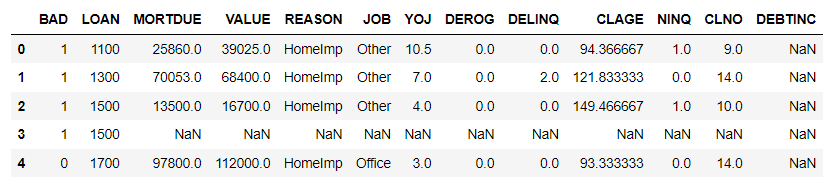 BAD LOAN MORTDUE VALUE REASON JOB YOJ DEROG DELINQ CLAGE NINQ CLNO DEBTINC
0 1 1100 25860.0 39025.0 HomeImp Other 10.5 0.0 0.0 94.366667 1.0 9.0 NaN
1 1 1300 70053.0 68400.0 HomeImp Other 7.0 0.0 2.0 121.833333 0.0 14.0 NaN
2 1 1500 13500.0 16700.0 HomeImp Other 4.0 0.0 0.0 149.466667 1.0 10.0 NaN
3 1 1500 NaN NaN NaN NaN NaN NaN NaN NaN NaN NaN NaN
4 0 1700 97800.0 112000.0 HomeImp Office 3.0 0.0 0.0 93.333333 0.0 14.0 NaN